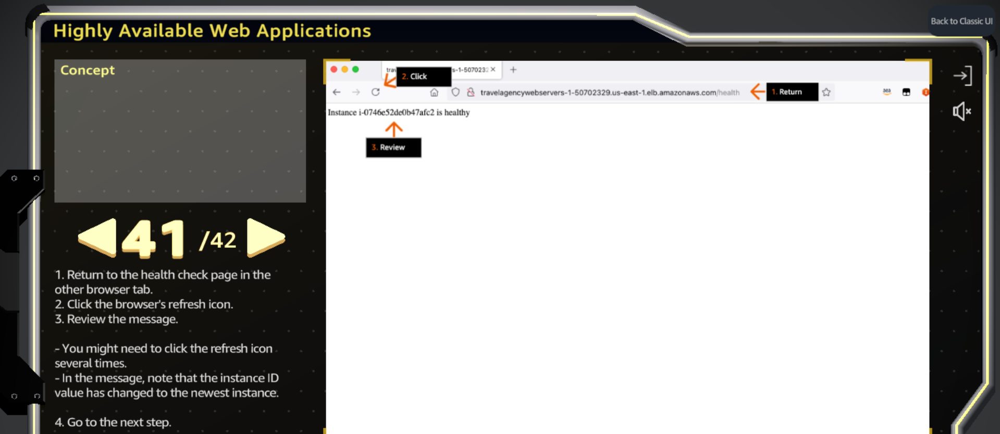 Back to Classic UI
Highly Available Web Applications
Concept
41 /42
1. Return to the health check page in the
other browser tab.
2. Click the browser's refresh icon.
3. Review the message.
- You might need to click the refresh icon
several times.
- In the message, note that the instance ID
value has changed to the newest instance.
4. Go to the next step.
2. Click
s-1-507023
travelagencywebservers-1-50702329.us-east-1.elb.amazonaws.com/health
1. Return
Instance i-0746e52de0b47afc2 is healthy
3. Review